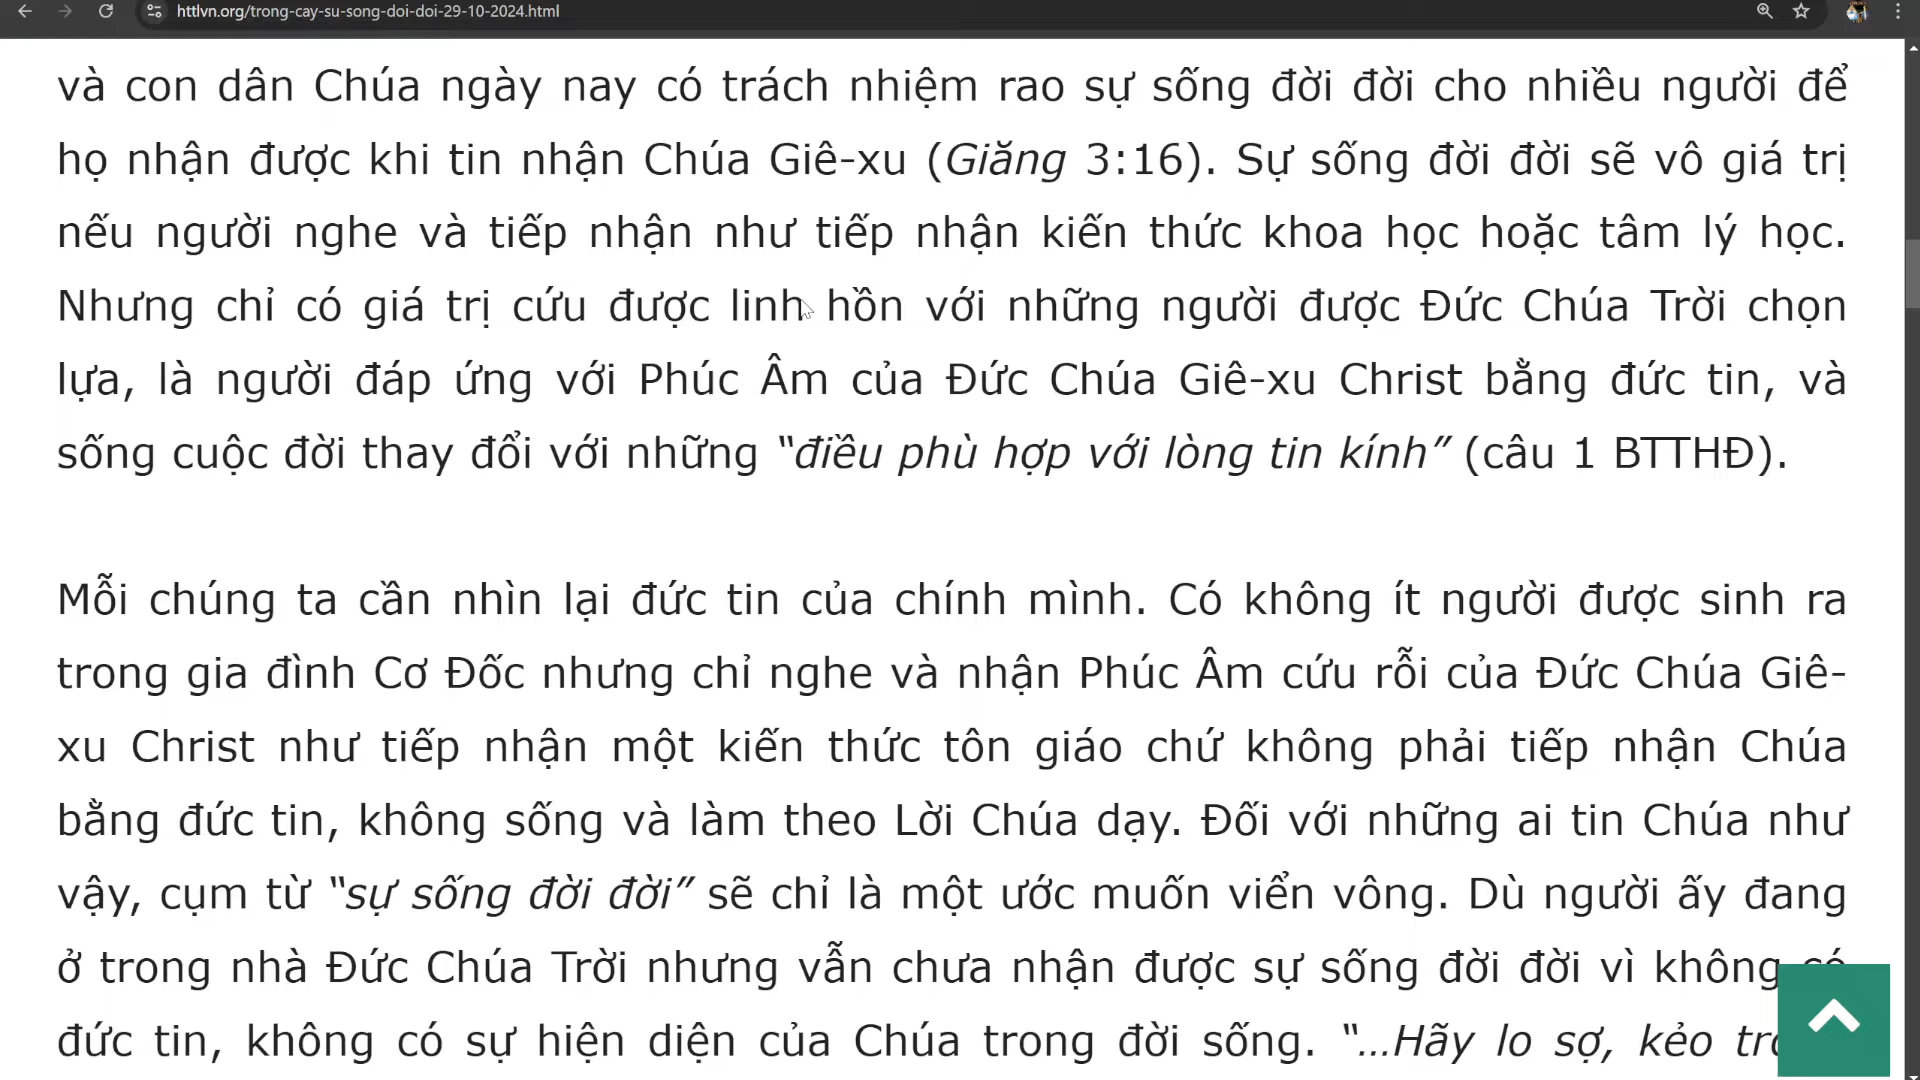 httlvn.org/trong-cay-su-song-doi-doi-29-10-2024.html
và con dân Chúa ngày nay có trách nhiệm rao sự sống đời đời cho nhiều người để
họ nhận được khi tin nhận Chúa Giê-xu (Giăng 3:16). Sự sống đời đời sẽ vô giá trị
nếu người nghe và tiếp nhận như tiếp nhận kiến thức khoa học hoặc tâm lý học.
Nhưng chỉ có giá trị cứu được linh hồn với những người được Đức Chúa Trời chọn
lựa, là người đáp ứng với Phúc Âm của Đức Chúa Giê-xu Christ bằng đức tin, và
sống cuộc đời thay đổi với những “điều phù hợp với lòng tin kính” (câu 1 BTTHĐ).
Mỗi chúng ta cần nhìn lại đức tin của chính mình. Có không ít người được sinh ra
trong gia đình Cơ Đốc nhưng chỉ nghe và nhận Phúc Âm cứu rỗi của Đức Chúa Giê-
xu Christ như tiếp nhận một kiến thức tôn giáo chứ không phải tiếp nhận Chúa
bằng đức tin, không sống và làm theo Lời Chúa dạy. Đối với những ai tin Chúa như
vậy, cụm từ “sự sống đời đời” sẽ chỉ là một ước muốn viển vông. Dù người ấy đang
ở trong nhà Đức Chúa Trời nhưng vẫn chưa nhận được sự sống đời đời vì không có
đức tin, không có sự hiện diện của Chúa trong đời sống. “...Hãy lo sợ, kẻo